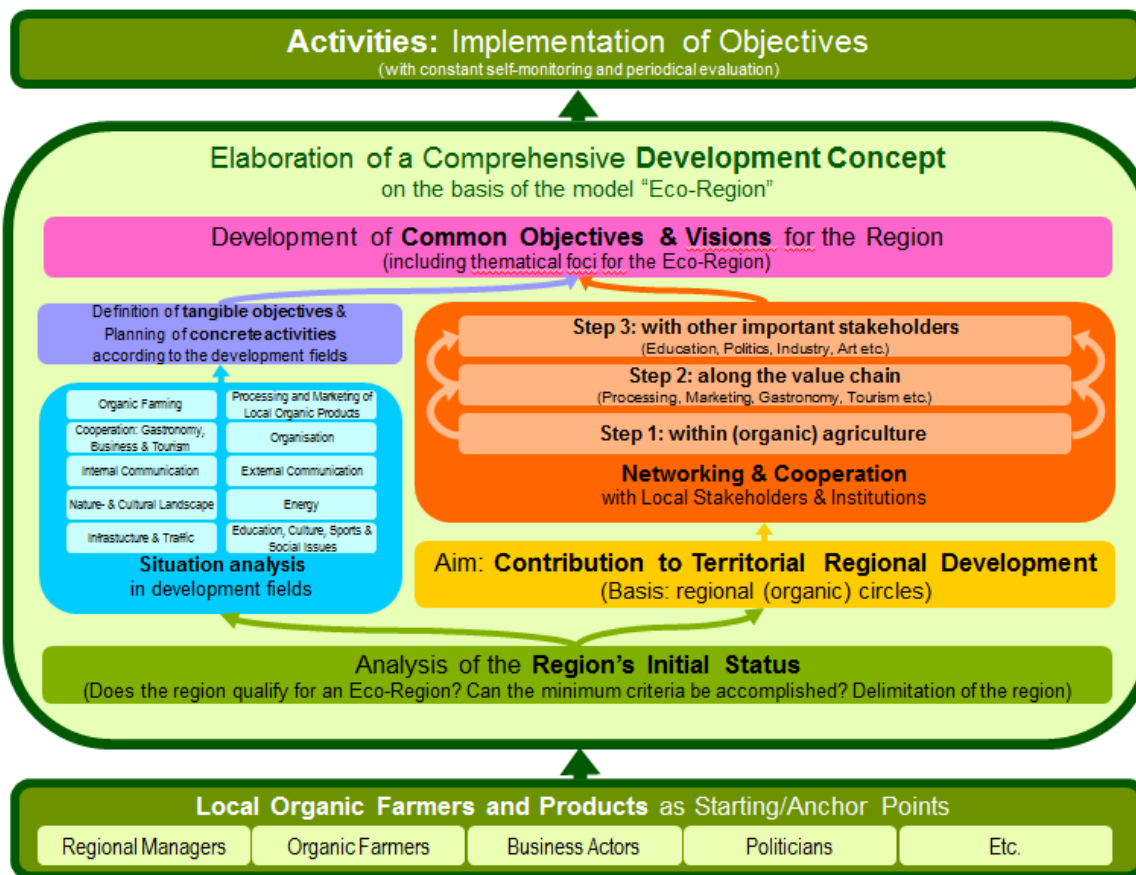 Activities: Implementation of Objectives
(with constant self-monitoring and periodical evaluation)
Elaboration of a Comprehensive Development Concept
on the basis of the model "Eco-Region"
Development of Common Objectives & Visions for the Region
(including thematical foci for the Eco-Region)
Definition of tangible objectives &
Planning of concrete activities
according to the development fields
Organic Farming
Processing and Marketing of
Local Organic Products
Cooperation: Gastronomy,
Business & Tourism
Organisation
Internal Communication
External Communication
Nature- & Cultural Landscape
Energy
Infrastucture & Traffic
Education, Culture, Sports &
Social Issues
Situation analysis
in development fields
Step 3: with other important stakeholders
(Education, Politics, Industry, Art etc.)
Step 2: along the value chain
(Processing, Marketing, Gastronomy, Tourism etc.)
Step 1: within (organic) agriculture
Networking & Cooperation
with Local Stakeholders & Institutions
Aim: Contribution to Territorial Regional Development
(Basis: regional (organic) circles)
Analysis of the Region's Initial Status
(Does the region qualify for an Eco-Region? Can the minimum criteria be accomplished? Delimitation of the region)
Local Organic Farmers and Products as Starting/Anchor Points
Regional Managers
Organic Farmers
Business Actors
Politicians
Etc.